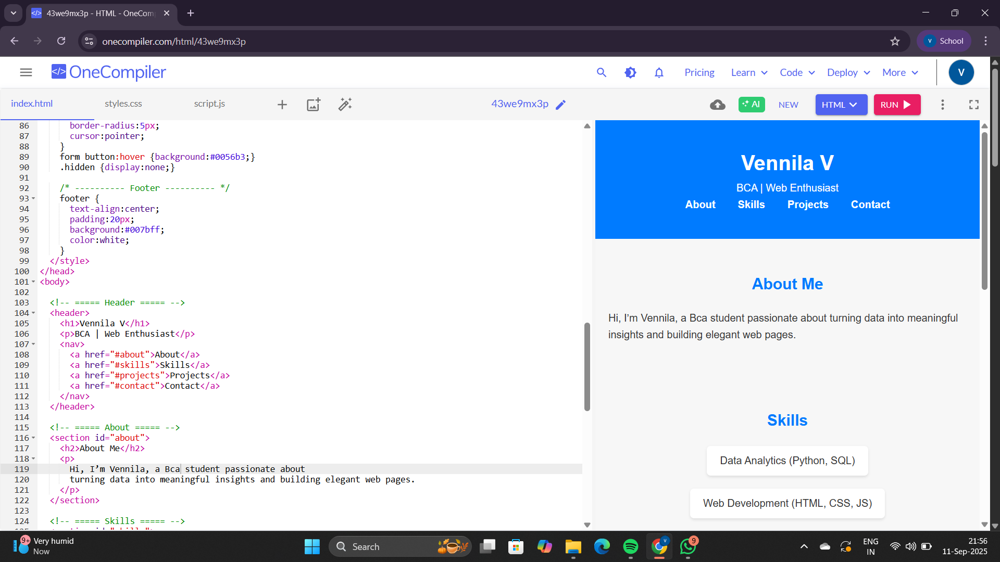 43we9mx3p - HTML - OneCom
onecompiler.com/html/43we9mx3p
V School
OneCompiler
Pricing Learn Code Deploy More V
index.html styles.css script.js 43we9mx3p AI NEW HTML RUN
86 border-radius:5px;
87 cursor:pointer;
88 }
89 form button:hover {background:#0056b3;}
90 .hidden {display:none;}
91
92 /* ---------- Footer ---------- */
93 footer {
94 text-align:center;
95 padding:20px;
96 background:#007bff;
97 color:white;
98 }
99 </style>
100 </head>
101 <body>
102
103 <!-- ===== Header ===== -->
104 <header>
105 <h1>Vennila V</h1>
106 <p>BCA | Web Enthusiast</p>
107 <nav>
108 <a href="#about">About</a>
109 <a href="#skills">Skills</a>
110 <a href="#projects">Projects</a>
111 <a href="#contact">Contact</a>
112 </nav>
113 </header>
114
115 <!-- ===== About ===== -->
116 <section id="about">
117 <h2>About Me</h2>
118 <p>
119 Hi, I’m Vennila, a Bca student passionate about
120 turning data into meaningful insights and building elegant web pages.
121 </p>
122 </section>
123
124 <!-- ===== Skills ===== -->
Vennila V
BCA | Web Enthusiast
About Skills Projects Contact
About Me
Hi, I’m Vennila, a Bca student passionate about turning data into meaningful
insights and building elegant web pages.
Skills
Data Analytics (Python, SQL)
Web Development (HTML, CSS, JS)
9+ Very humid
Now
Search
V
9
ENG
IN
21:56
11-Sep-2025